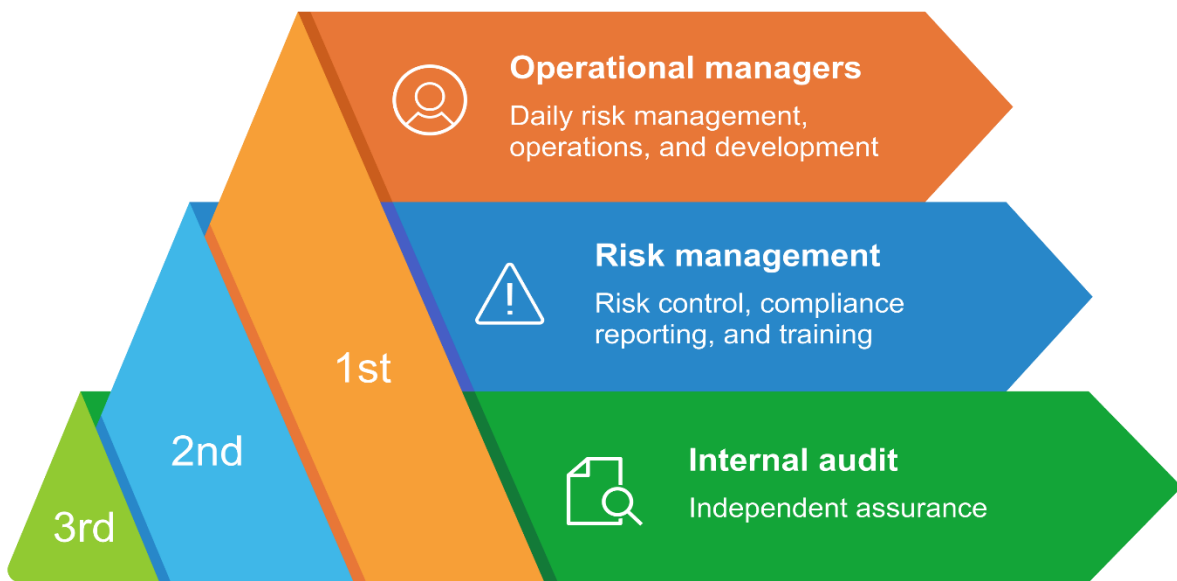 Operational managers
Daily risk management,
operations, and development
Risk management
Risk control, compliance
reporting, and training
1st
2nd
Internal audit
Independent assurance
3rd